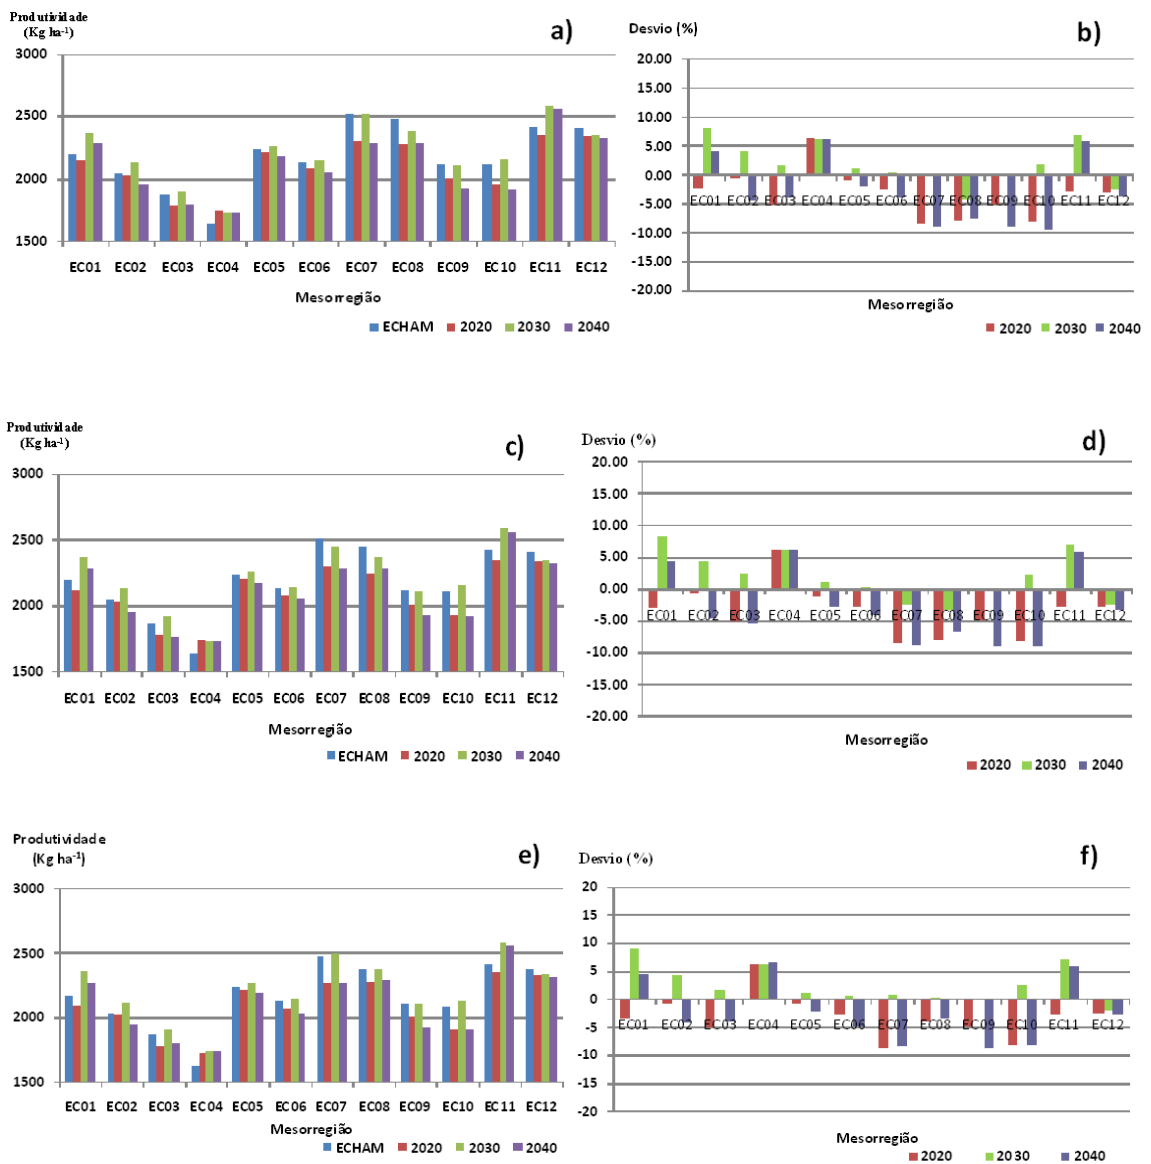 Produtividade
(Kg ha-1)
a)
3000
2500
2000
1500
EC01 EC02 EC03 EC04 EC05 EC06 EC07 EC08 EC09 EC10 EC11 EC12
Mesorregião
ECHAM 2020 2030 2040
Desvio (%)
b)
20.00
15.00
10.00
5.00
0.00
-5.00
-10.00
-15.00
-20.00
EC01 EC02 EC03 EC04 EC05 EC06 EC07 EC08 EC09 EC10 EC11 EC12
Mesorregião
2020 2030 2040
Produtividade
(Kg ha-1)
c)
3000
2500
2000
1500
EC01 EC02 EC03 EC04 EC05 EC06 EC07 EC08 EC09 EC10 EC11 EC12
Mesorregião
ECHAM 2020 2030 2040
Desvio (%)
d)
20.00
15.00
10.00
5.00
0.00
-5.00
-10.00
-15.00
-20.00
EC01 EC02 EC03 EC04 EC05 EC06 EC07 EC08 EC09 EC10 EC11 EC12
Mesorregião
2020 2030 2040
Produtividade
(Kg ha-1)
e)
3000
2500
2000
1500
EC01 EC02 EC03 EC04 EC05 EC06 EC07 EC08 EC09 EC10 EC11 EC12
Mesorregião
ECHAM 2020 2030 2040
Desvio (%)
f)
20
15
10
5
0
-5
-10
-15
-20
EC01 EC02 EC03 EC04 EC05 EC06 EC07 EC08 EC09 EC10 EC11 EC12
Mesorregião
2020 2030 2040